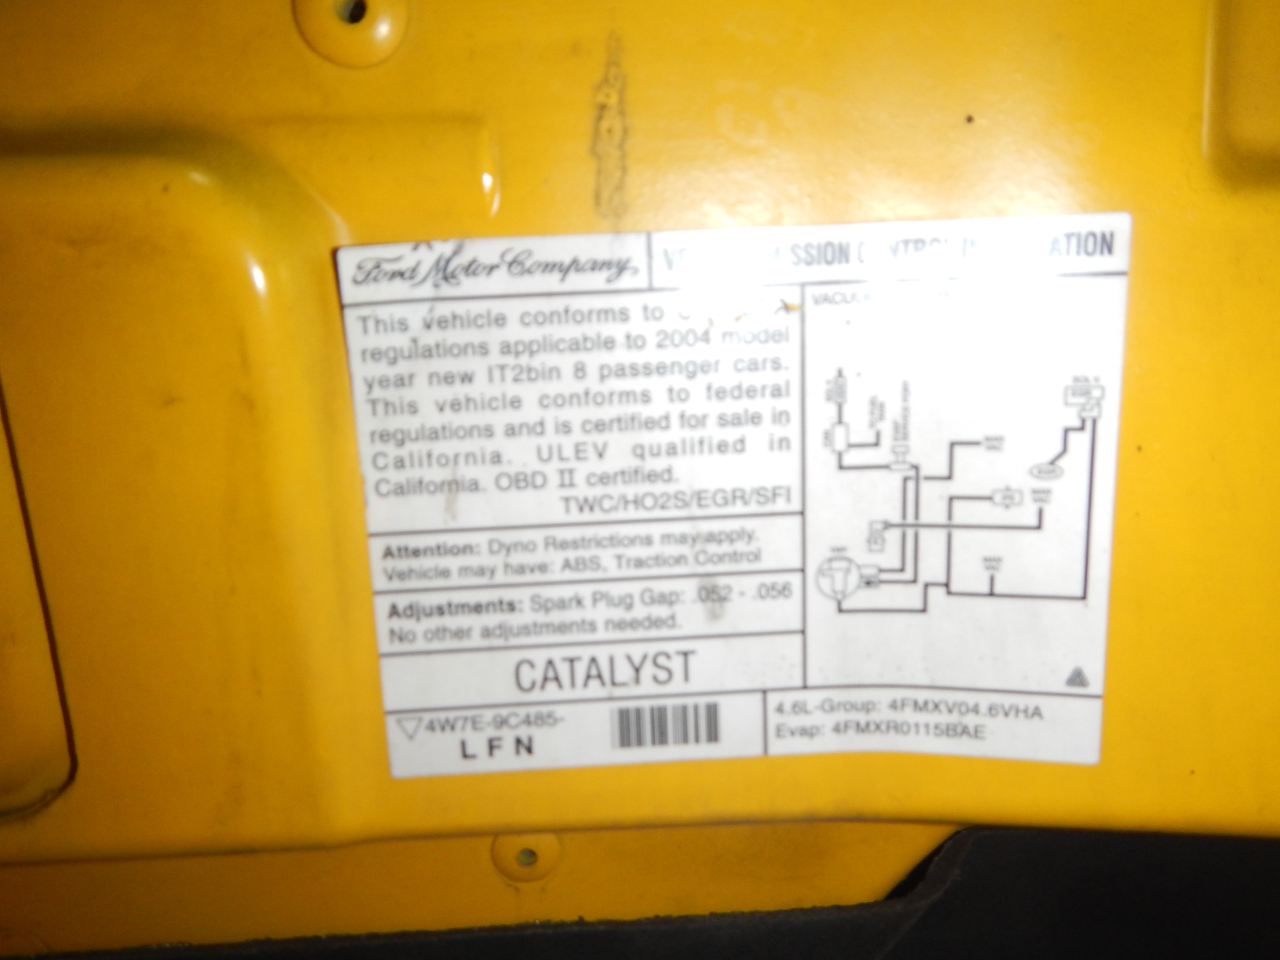 Ford Motor Company,
This vehicle conforms to
regulations applicable to 2004 model
year new IT2bin 8 passenger cars.
This vehicle conforms to federal
regulations and is certified for sale in
California. ULEV qualified in
California. OBD II certified.
TWC/HO2S/EGR/SFI
Attention: Dyno Restrictions may apply.
Vehicle may have: ABS, Traction Control
Adjustments: Spark Plug Gap: .052 - .056
No other adjustments needed.
CATALYST
4W7E-9C485-
LFN
4.6L-Group: 4FMXV04.6VHA
Evap: 4FMXR0115BAE